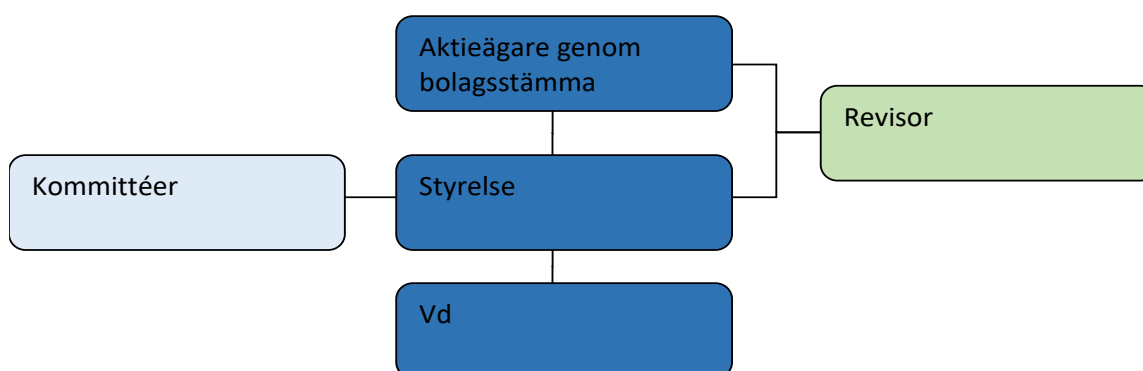 Aktieägare genom
bolagsstämma
Revisor
Kommittéer
Styrelse
Vd